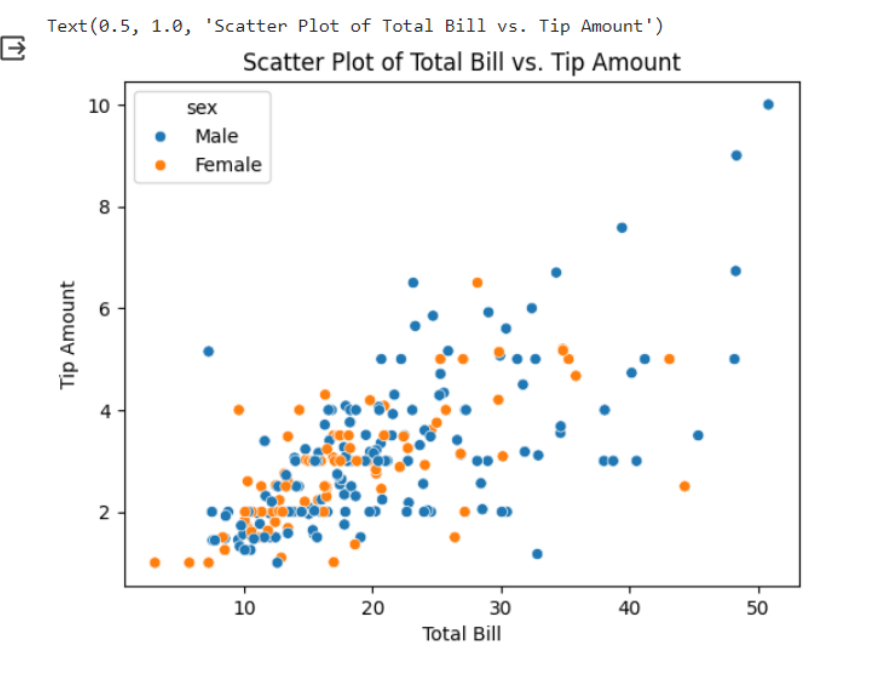 Text(0.5, 1.0, 'Scatter Plot of Total Bill vs. Tip Amount')
Scatter Plot of Total Bill vs. Tip Amount
sex
Male
Female
10
8
6
4
2
Tip Amount
10 20 30 40 50
Total Bill